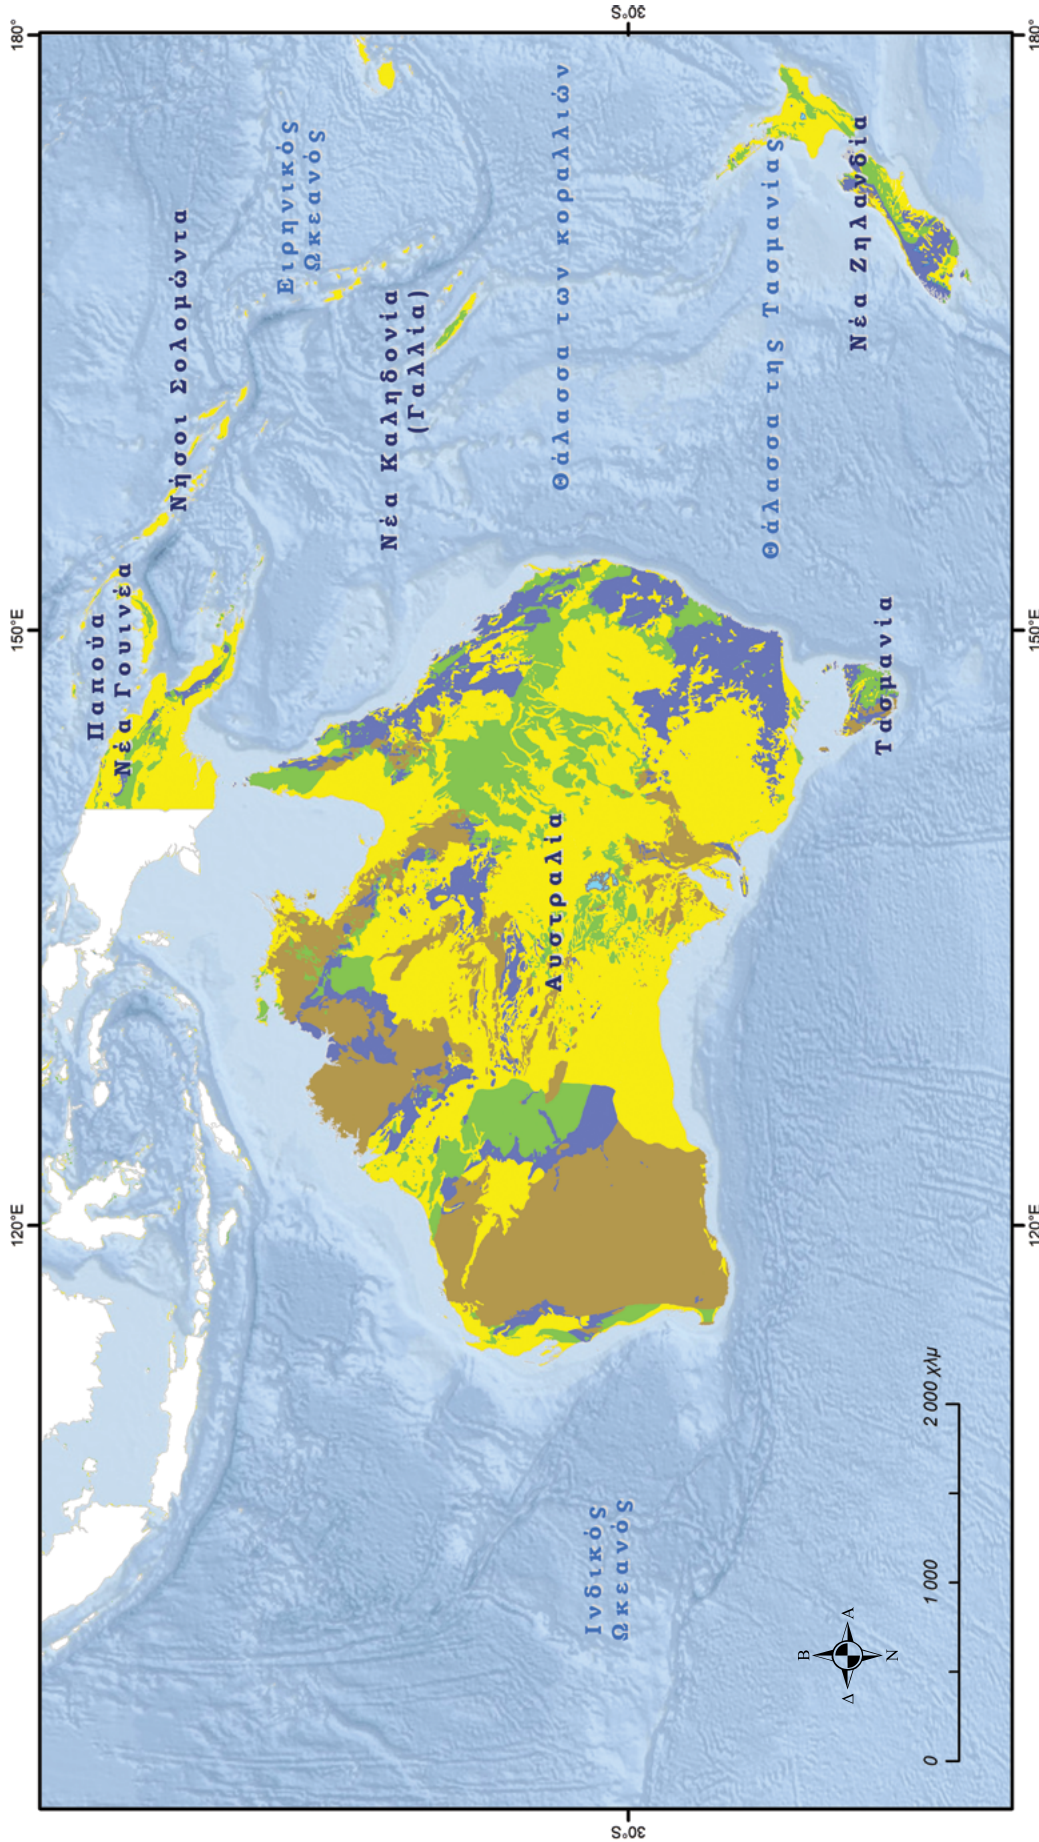 120°E
150°E
180°
Παπούα
Νέα Γουινέα
Νήσοι Σολομώντα
Ειρηνικός
Ωκεανός
Νέα Καληδονία
(Γαλλία)
Θάλασσα των κοραλλιών
Αυστραλία
Ινδικός
Ωκεανός
30°S
30°S
Θάλασσα της Τασμανίας
Νέα Ζηλανδία
Τασμανία
Β
Δ
Α
Ν
0
1 000
2 000 χλμ
120°E
150°E
180°